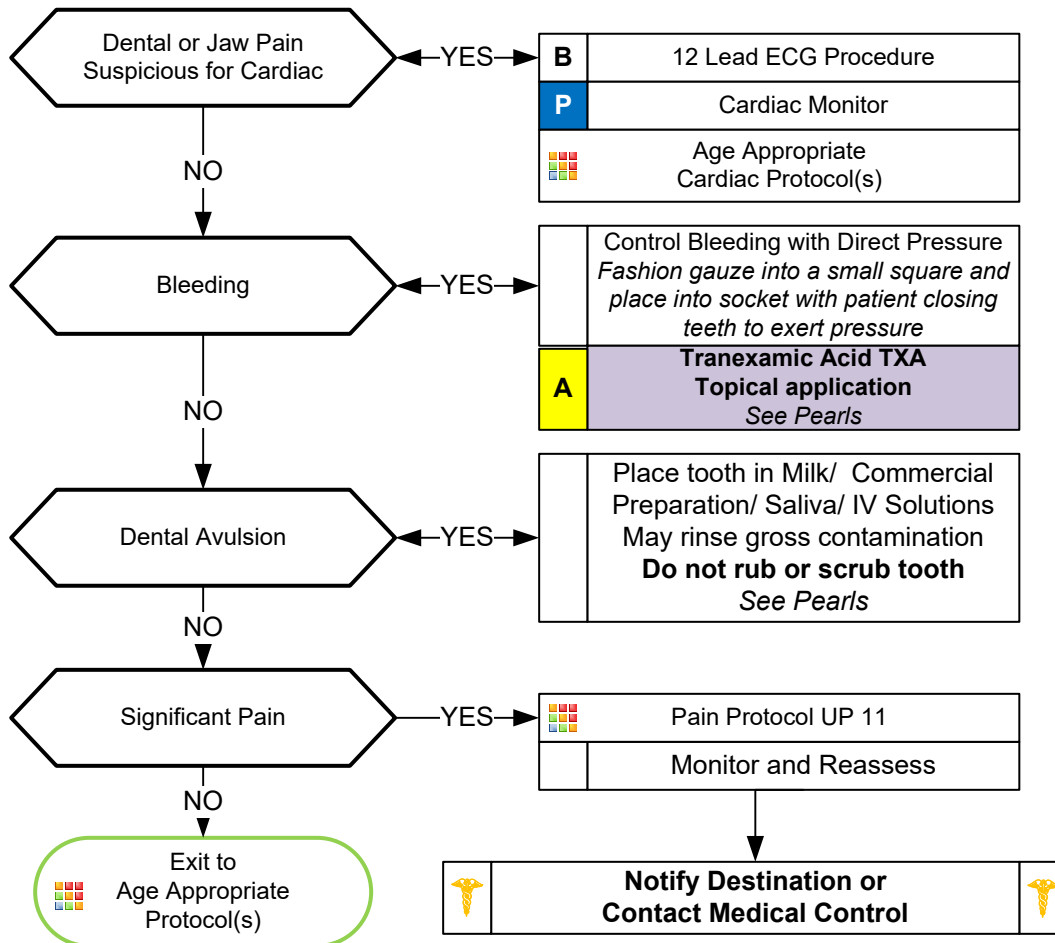 Dental or Jaw Pain
Suspicious for Cardiac
YES
B
12 Lead ECG Procedure
P
Cardiac Monitor
Age Appropriate
Cardiac Protocol(s)
NO
Bleeding
YES
Control Bleeding with Direct Pressure
Fashion gauze into a small square and
place into socket with patient closing
teeth to exert pressure
A
Tranexamic Acid TXA
Topical application
See Pearls
NO
Dental Avulsion
YES
Place tooth in Milk/ Commercial
Preparation/ Saliva/ IV Solutions
May rinse gross contamination
Do not rub or scrub tooth
See Pearls
NO
Significant Pain
YES
Pain Protocol UP 11
Monitor and Reassess
NO
Exit to
Age Appropriate
Protocol(s)
Notify Destination or
Contact Medical Control